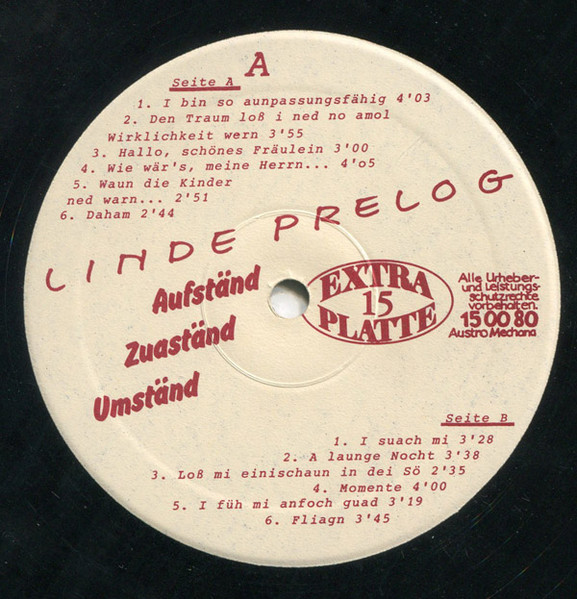 Seite A A
1. I bin so aunpassungsfähig 4'03
2. Den Traum loß i ned no amol
Wirklichkeit wern 3'55
3. Hallo, schönes Fräulein 3'00
4. Wie wär's, meine Herrn... 4'o5
5. Waun die Kinder
ned warn... 2'51
6. Daham 2'44
LINDE PRELOG
Aufständ
Zuaständ
Umständ
EXTRA
15
PLATTE
Alle Urheber-
und Leistungs-
schutzrechte
vorbehalten.
15 00 80
Austro Mechana
Seite B
1. I suach mi 3'28
2. A launge Nocht 3'38
3. Loß mi einischaun in dei Sö 2'35
4. Momente 4'00
5. I füh mi anfoch guad 3'19
6. Fliagn 3'45